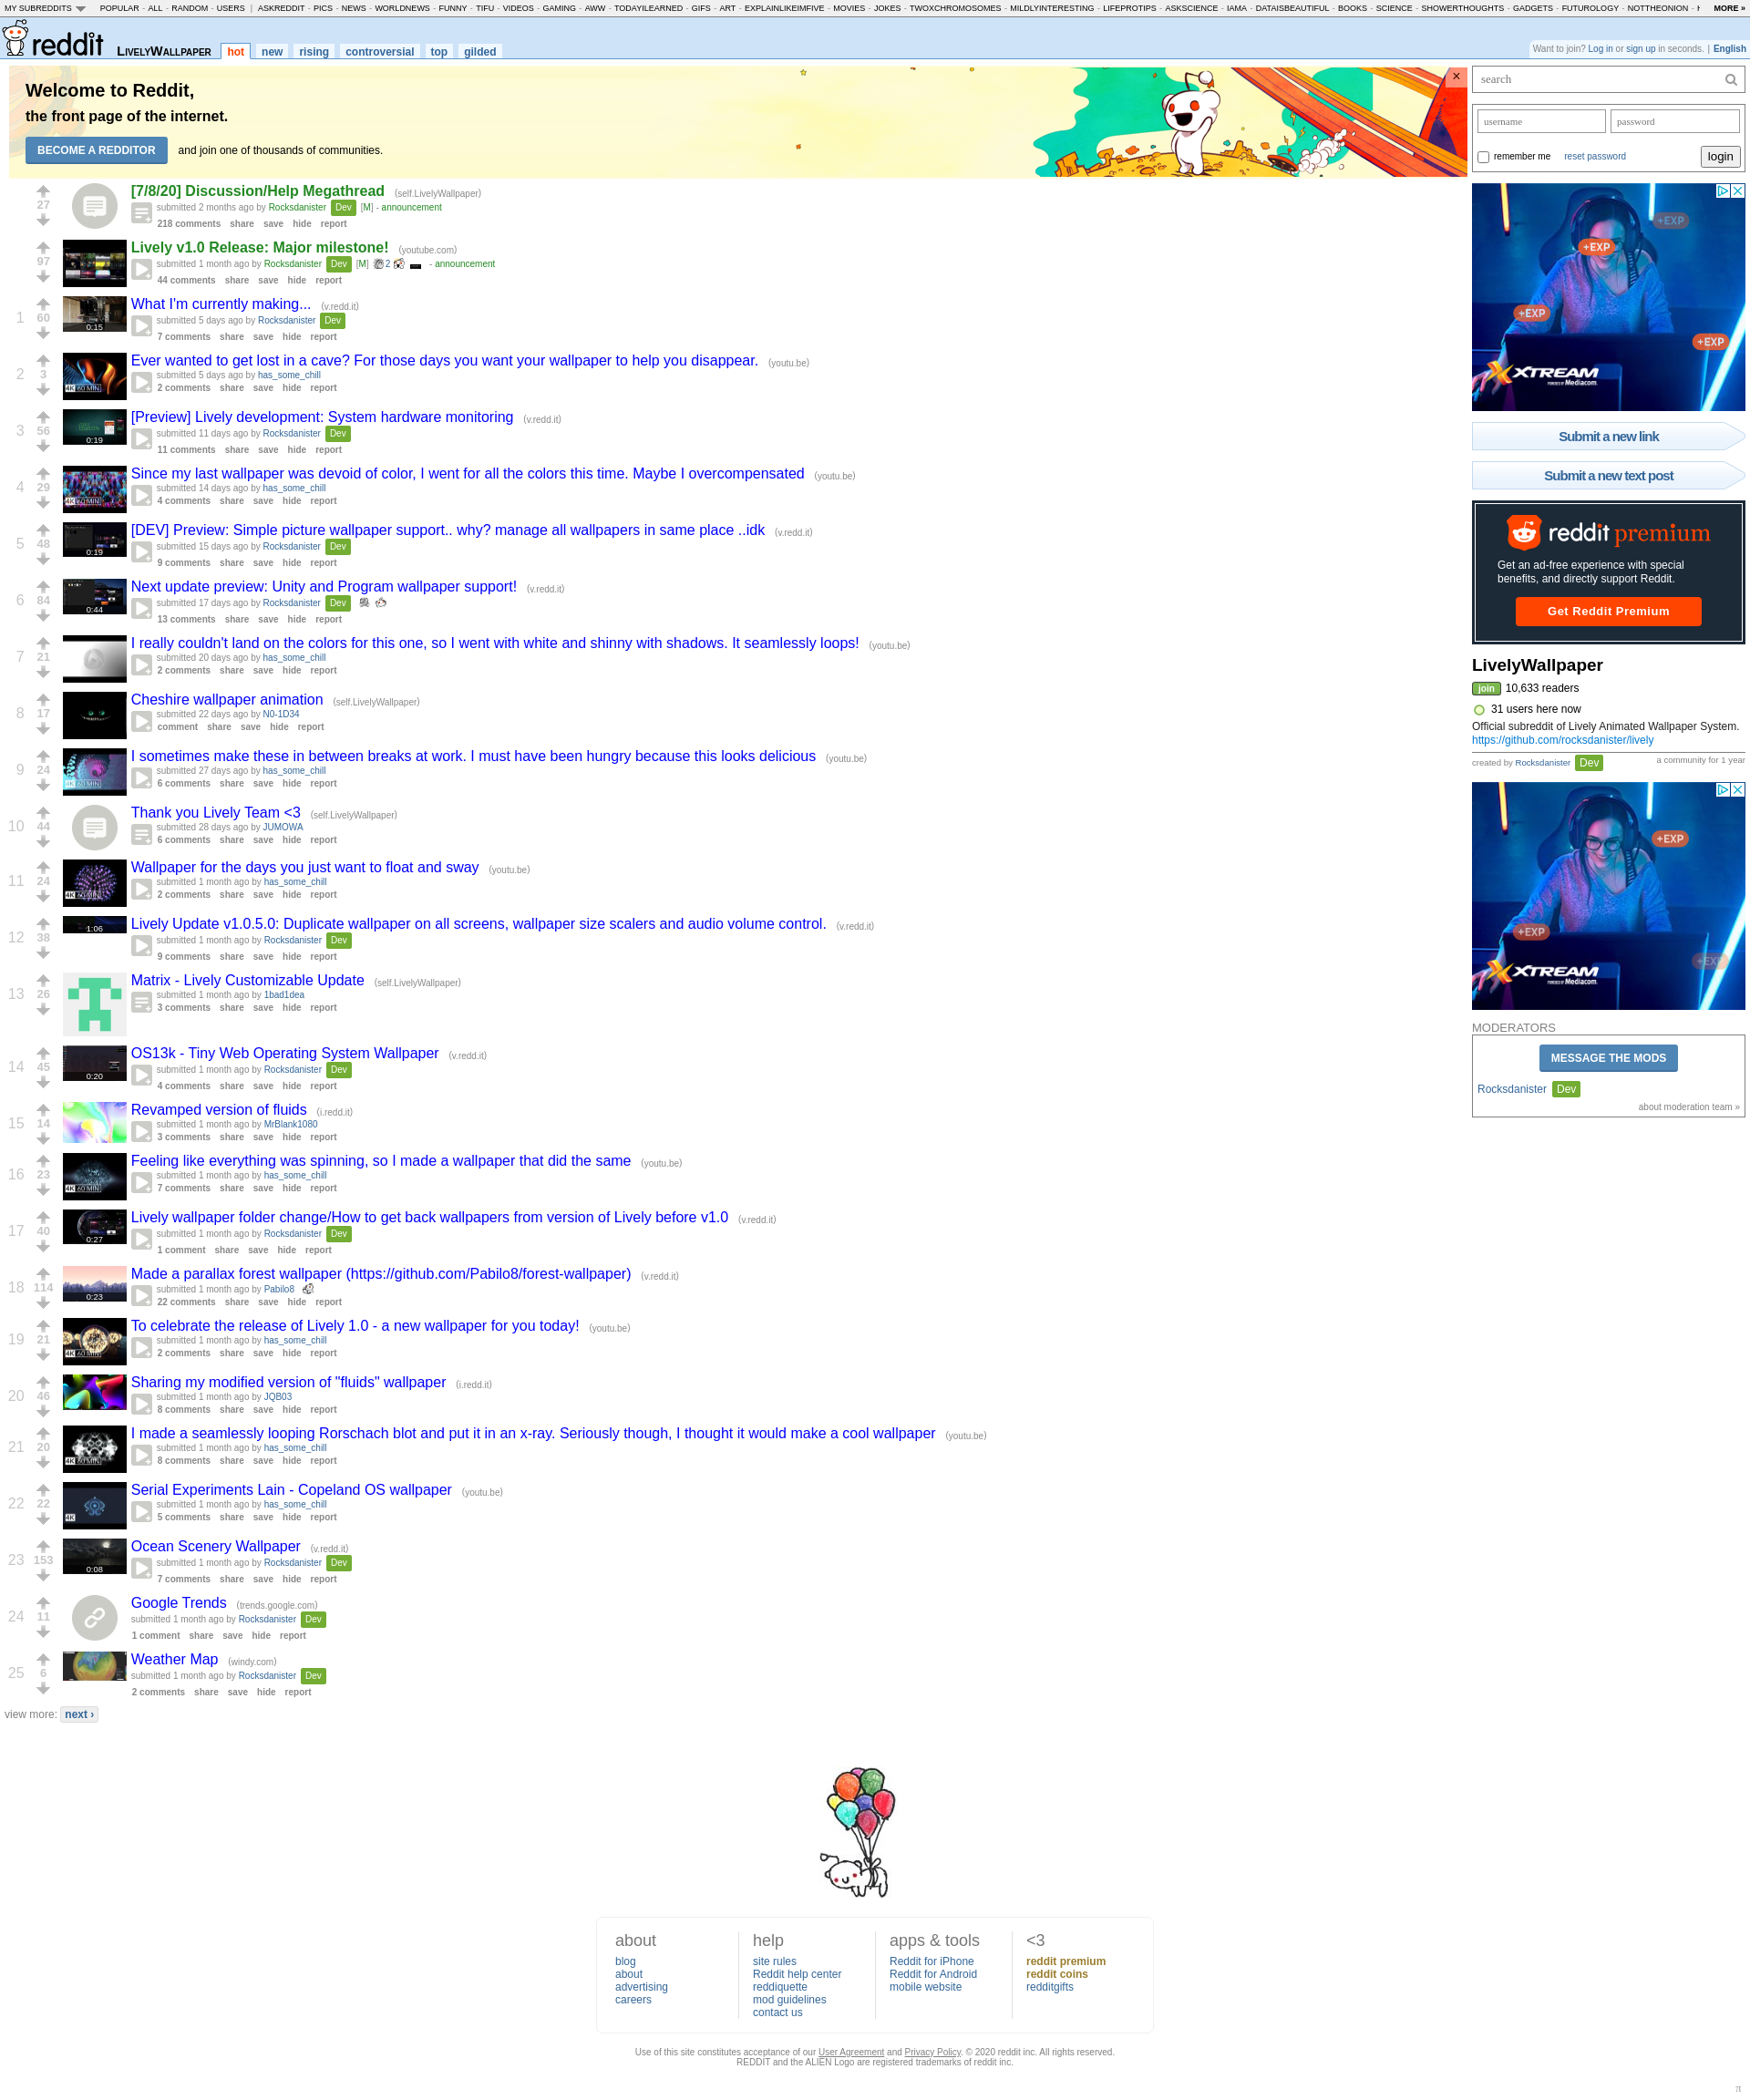 MY SUBREDDITS POPULAR - ALL - RANDOM - USERS | ASKREDDIT - PICS - NEWS - WORLDNEWS - FUNNY - TIFU - VIDEOS - GAMING - AWW - TODAYILEARNED - GIFS - ART - EXPLAINLIKEIMFIVE - MOVIES - JOKES - TWOXCHROMOSOMES - MILDLYINTERESTING - LIFEPROTIPS - ASKSCIENCE - IAMA - DATAISBEAUTIFUL - BOOKS - SCIENCE - SHOWERTHOUGHTS - GADGETS - FUTUROLOGY - NOTTHEONION - MORE »
reddit LivelyWallpaper hot new rising controversial top gilded
Want to join? Log in or sign up in seconds. | English
Welcome to Reddit,
the front page of the internet.
BECOME A REDDITOR and join one of thousands of communities.
×
27
[7/8/20] Discussion/Help Megathread (self.LivelyWallpaper)
submitted 2 months ago by Rocksdanister Dev [M] - announcement
218 comments share save hide report
97
Lively v1.0 Release: Major milestone! (youtube.com)
submitted 1 month ago by Rocksdanister Dev [M] 2 - announcement
44 comments share save hide report
1 60 0:15
What I'm currently making... (v.redd.it)
submitted 5 days ago by Rocksdanister Dev
7 comments share save hide report
2 3 4K 60 MIN
Ever wanted to get lost in a cave? For those days you want your wallpaper to help you disappear. (youtu.be)
submitted 5 days ago by has_some_chill
2 comments share save hide report
3 56 0:19
[Preview] Lively development: System hardware monitoring (v.redd.it)
submitted 11 days ago by Rocksdanister Dev
11 comments share save hide report
4 29 4K 60 MIN
Since my last wallpaper was devoid of color, I went for all the colors this time. Maybe I overcompensated (youtu.be)
submitted 14 days ago by has_some_chill
4 comments share save hide report
5 48 0:19
[DEV] Preview: Simple picture wallpaper support.. why? manage all wallpapers in same place ..idk (v.redd.it)
submitted 15 days ago by Rocksdanister Dev
9 comments share save hide report
6 84 0:44
Next update preview: Unity and Program wallpaper support! (v.redd.it)
submitted 17 days ago by Rocksdanister Dev
13 comments share save hide report
7 21
I really couldn't land on the colors for this one, so I went with white and shinny with shadows. It seamlessly loops! (youtu.be)
submitted 20 days ago by has_some_chill
2 comments share save hide report
8 17
Cheshire wallpaper animation (self.LivelyWallpaper)
submitted 22 days ago by N0-1D34
comment share save hide report
9 24 4K 60 MIN
I sometimes make these in between breaks at work. I must have been hungry because this looks delicious (youtu.be)
submitted 27 days ago by has_some_chill
6 comments share save hide report
10 44
Thank you Lively Team <3 (self.LivelyWallpaper)
submitted 28 days ago by JUMOWA
6 comments share save hide report
11 24 4K 60 MIN
Wallpaper for the days you just want to float and sway (youtu.be)
submitted 1 month ago by has_some_chill
2 comments share save hide report
12 38 1:06
Lively Update v1.0.5.0: Duplicate wallpaper on all screens, wallpaper size scalers and audio volume control. (v.redd.it)
submitted 1 month ago by Rocksdanister Dev
9 comments share save hide report
13 26
Matrix - Lively Customizable Update (self.LivelyWallpaper)
submitted 1 month ago by 1bad1dea
3 comments share save hide report
14 45 0:20
OS13k - Tiny Web Operating System Wallpaper (v.redd.it)
submitted 1 month ago by Rocksdanister Dev
4 comments share save hide report
15 14
Revamped version of fluids (i.redd.it)
submitted 1 month ago by MrBlank1080
3 comments share save hide report
16 23 4K 60 MIN
Feeling like everything was spinning, so I made a wallpaper that did the same (youtu.be)
submitted 1 month ago by has_some_chill
7 comments share save hide report
17 40 0:27
Lively wallpaper folder change/How to get back wallpapers from version of Lively before v1.0 (v.redd.it)
submitted 1 month ago by Rocksdanister Dev
1 comment share save hide report
18 114 0:23
Made a parallax forest wallpaper (https://github.com/Pabilo8/forest-wallpaper) (v.redd.it)
submitted 1 month ago by Pabilo8
22 comments share save hide report
19 21 4K 60 MIN
To celebrate the release of Lively 1.0 - a new wallpaper for you today! (youtu.be)
submitted 1 month ago by has_some_chill
2 comments share save hide report
20 46
Sharing my modified version of "fluids" wallpaper (i.redd.it)
submitted 1 month ago by JQB03
8 comments share save hide report
21 20 4K 60 MIN
I made a seamlessly looping Rorschach blot and put it in an x-ray. Seriously though, I thought it would make a cool wallpaper (youtu.be)
submitted 1 month ago by has_some_chill
8 comments share save hide report
22 22 4K
Serial Experiments Lain - Copeland OS wallpaper (youtu.be)
submitted 1 month ago by has_some_chill
5 comments share save hide report
23 153 0:08
Ocean Scenery Wallpaper (v.redd.it)
submitted 1 month ago by Rocksdanister Dev
7 comments share save hide report
24 11
Google Trends (trends.google.com)
submitted 1 month ago by Rocksdanister Dev
1 comment share save hide report
25 6
Weather Map (windy.com)
submitted 1 month ago by Rocksdanister Dev
2 comments share save hide report
view more: next ›
search
username password
remember me reset password login
+EXP
+EXP
+EXP
+EXP
XTREAM
POWERED BY Mediacom
Submit a new link
Submit a new text post
reddit premium
Get an ad-free experience with special
benefits, and directly support Reddit.
Get Reddit Premium
LivelyWallpaper
join 10,633 readers
31 users here now
Official subreddit of Lively Animated Wallpaper System.
https://github.com/rocksdanister/lively
created by Rocksdanister Dev a community for 1 year
+EXP
+EXP
+EXP
XTREAM
POWERED BY Mediacom
MODERATORS
MESSAGE THE MODS
Rocksdanister Dev
about moderation team »
about
blog
about
advertising
careers
help
site rules
Reddit help center
reddiquette
mod guidelines
contact us
apps & tools
Reddit for iPhone
Reddit for Android
mobile website
<3
reddit premium
reddit coins
redditgifts
Use of this site constitutes acceptance of our User Agreement and Privacy Policy. © 2020 reddit inc. All rights reserved.
REDDIT and the ALIEN Logo are registered trademarks of reddit inc.
π